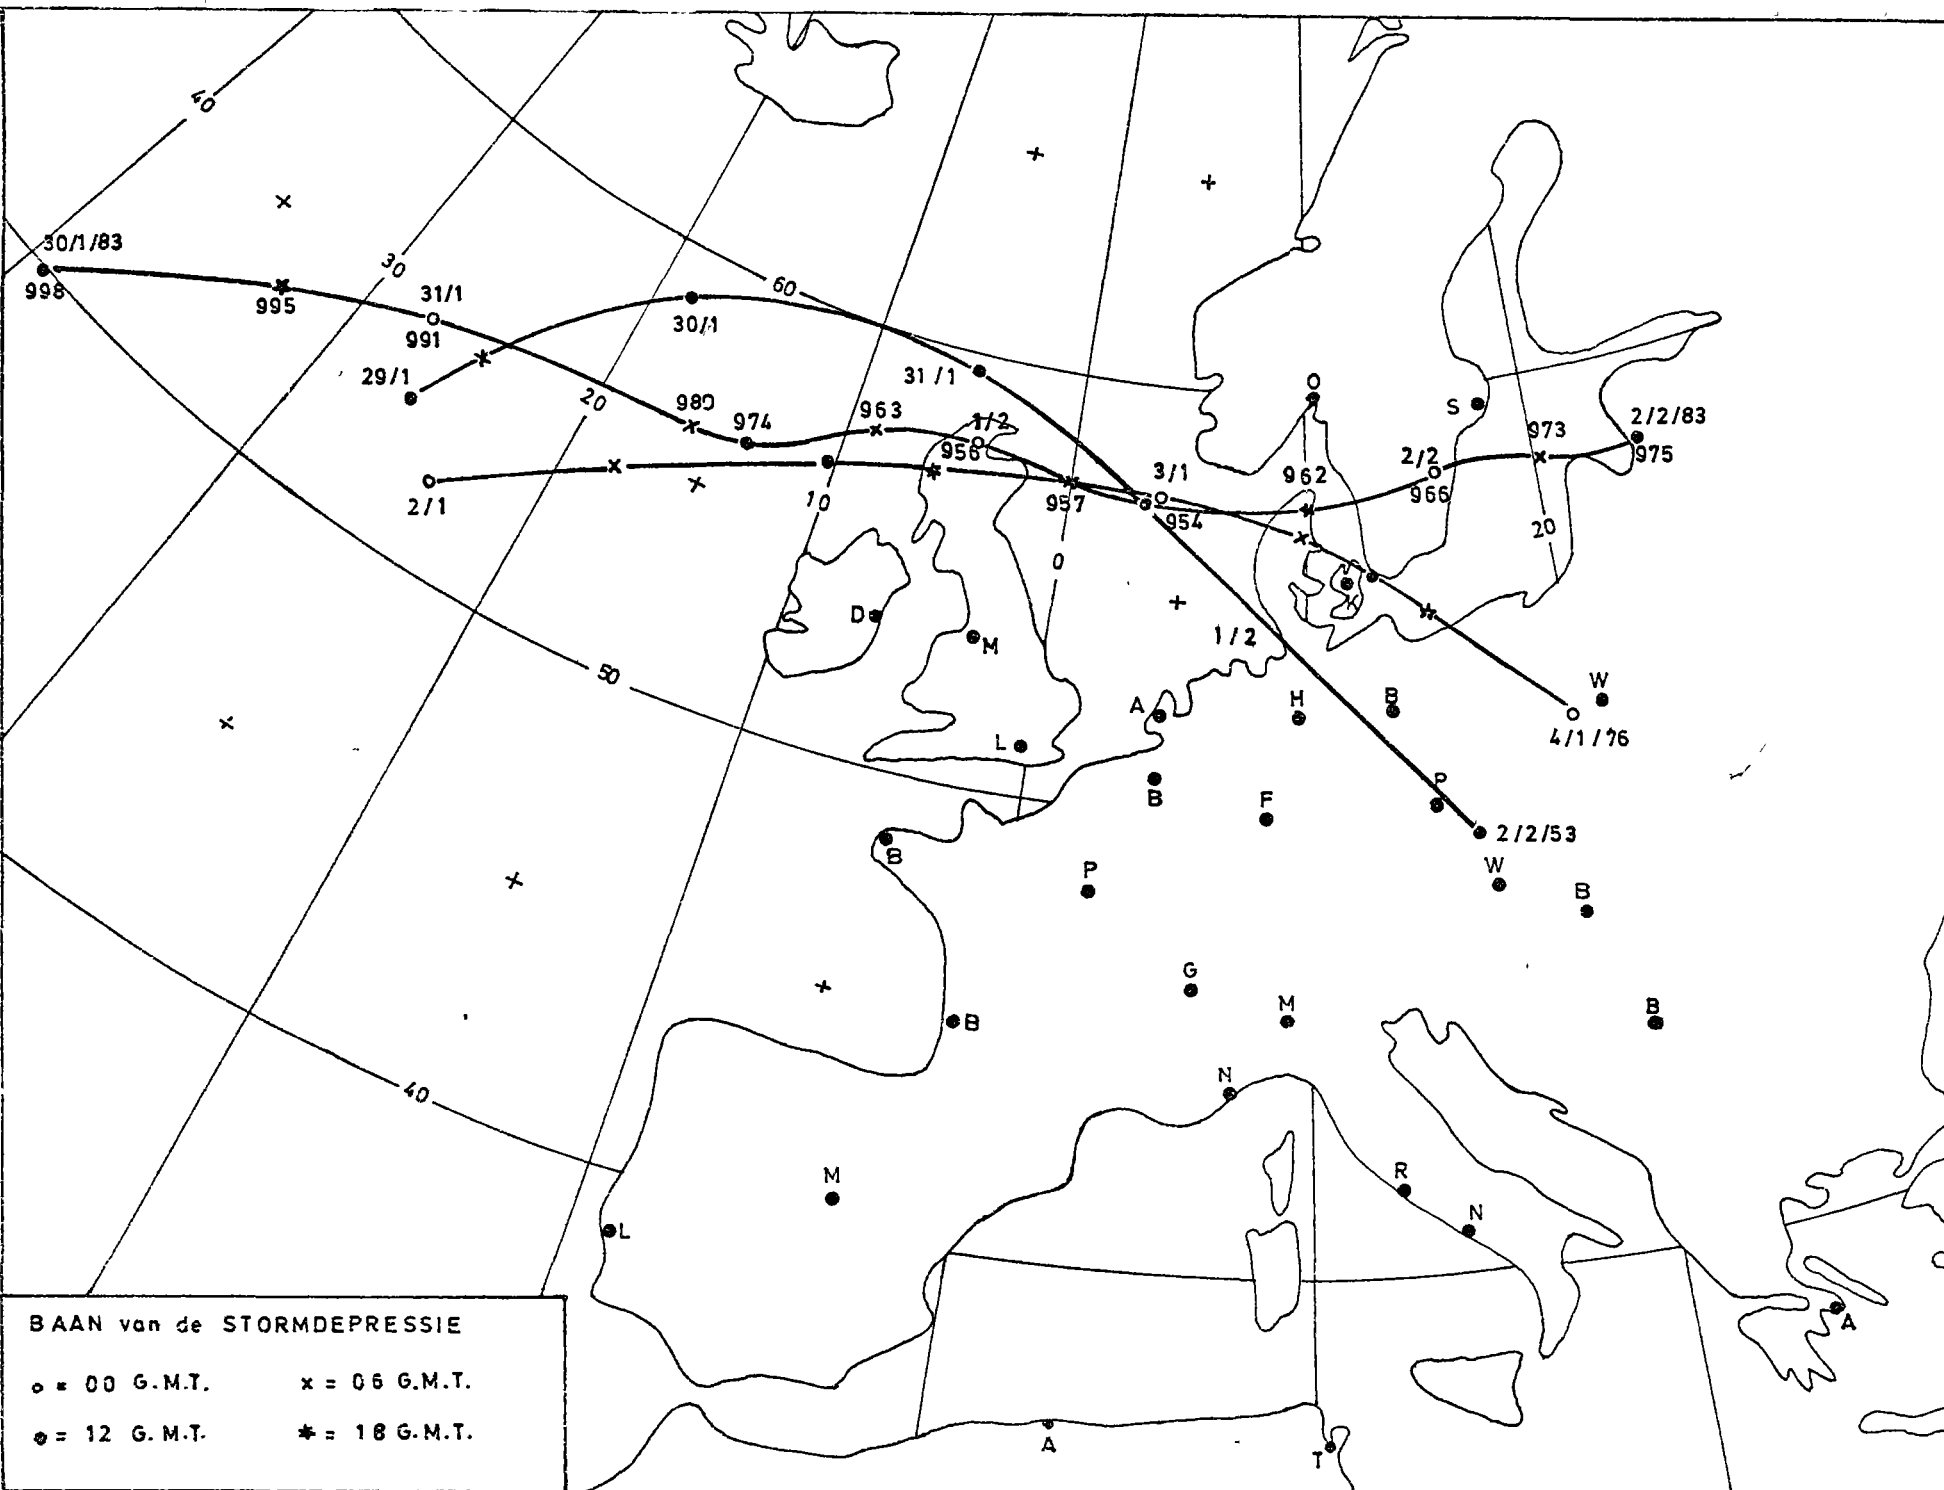 40
30/1/83
998
995
30
31/1
991
29/1
60
30/1
31/1
20
980
974
963
1/2
956
2/1
10
957
3/1
954
O
962
S
2/2
966
973
2/2/83
975
20
0
D
M
K
1/2
50
A
H
B
W
4/1/76
L
B
F
P
2/2/53
B
P
W
B
G
M
B
B
40
N
M
R
L
N
A
BAAN van de STORMDEPRESSIE
o = 00 G.M.T.
x = 06 G.M.T.
● = 12 G.M.T.
* = 18 G.M.T.
A
T